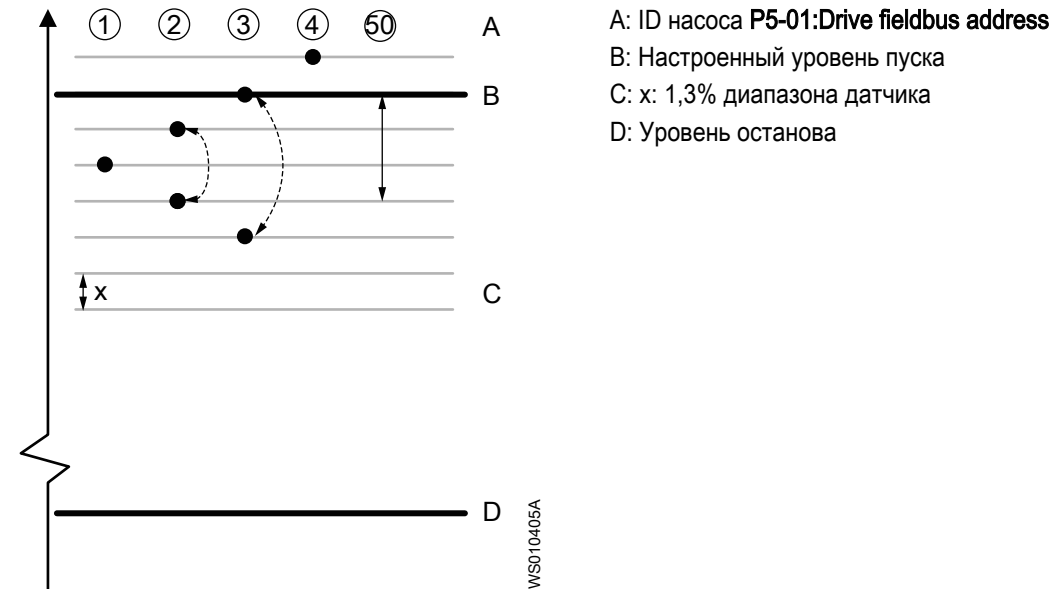 1 2 3 4 50 A
B
x
C
D
WS010405A
A: ID насоса P5-01:Drive fieldbus address
B: Настроенный уровень пуска
C: x: 1,3% диапазона датчика
D: Уровень останова